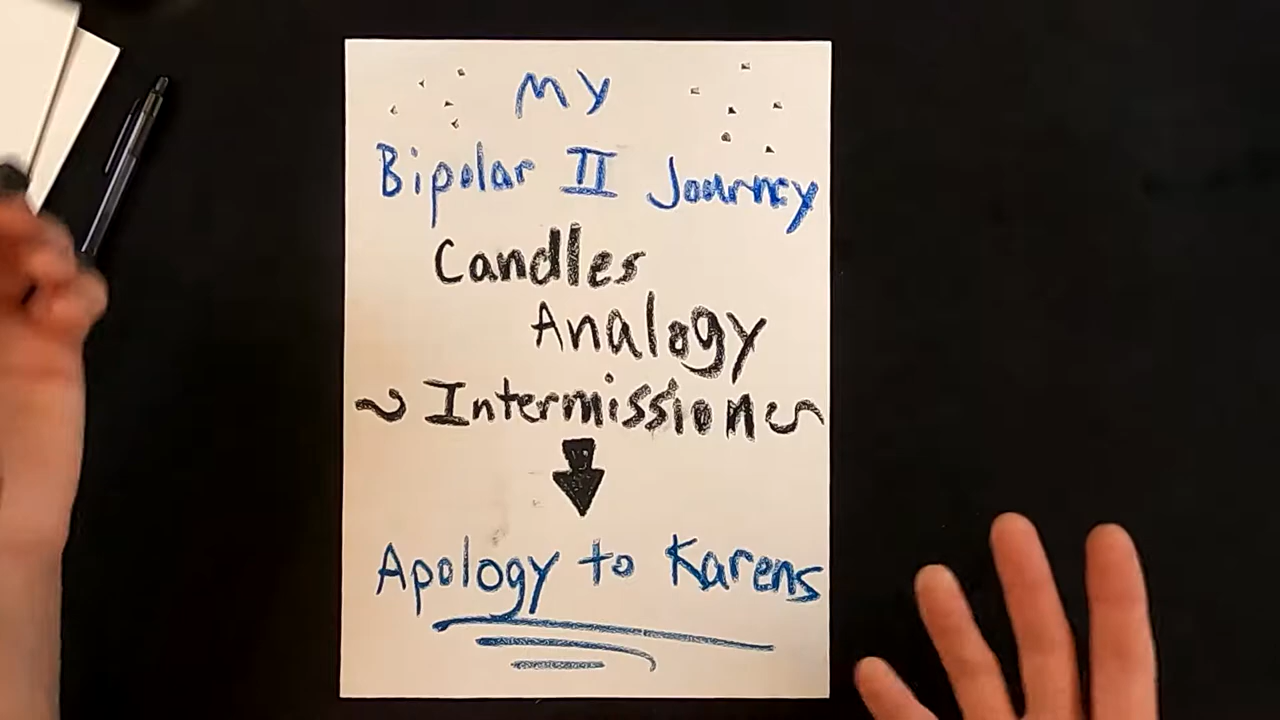 My
Bipolar II Journey
Candles
Analogy
~ Intermission ~
Apology to Karens